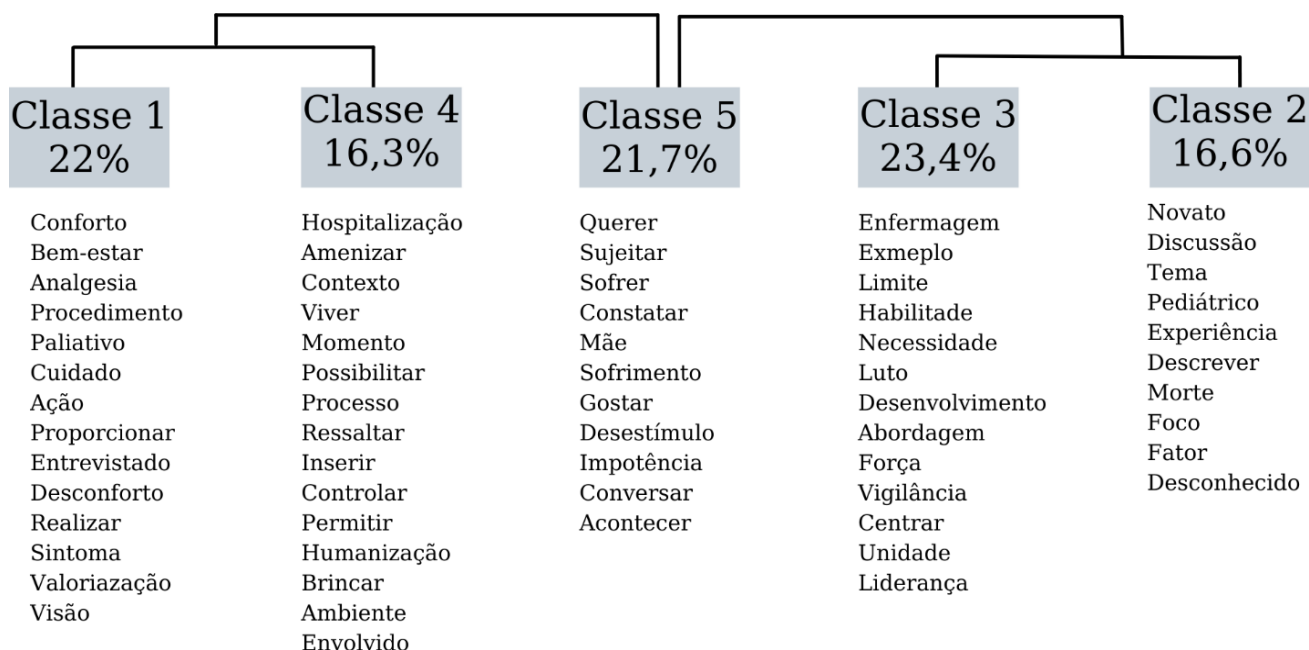 Classe 1
22%
Conforto
Bem-estar
Analgesia
Procedimento
Paliativo
Cuidado
Ação
Proporcionar
Entrevistado
Desconforto
Realizar
Sintoma
Valoriazação
Visão
Classe 4
16,3%
Hospitalização
Amenizar
Contexto
Viver
Momento
Possibilitar
Processo
Ressaltar
Inserir
Controlar
Permitir
Humanização
Brincar
Ambiente
Envolvido
Classe 5
21,7%
Querer
Sujeitar
Sofrer
Constatar
Mãe
Sofrimento
Gostar
Desestímulo
Impotência
Conversar
Acontecer
Classe 3
23,4%
Enfermagem
Exmeplo
Limite
Habilitade
Necessidade
Luto
Desenvolvimento
Abordagem
Força
Vigilância
Centrar
Unidade
Liderança
Classe 2
16,6%
Novato
Discussão
Tema
Pediátrico
Experiência
Descrever
Morte
Foco
Fator
Desconhecido